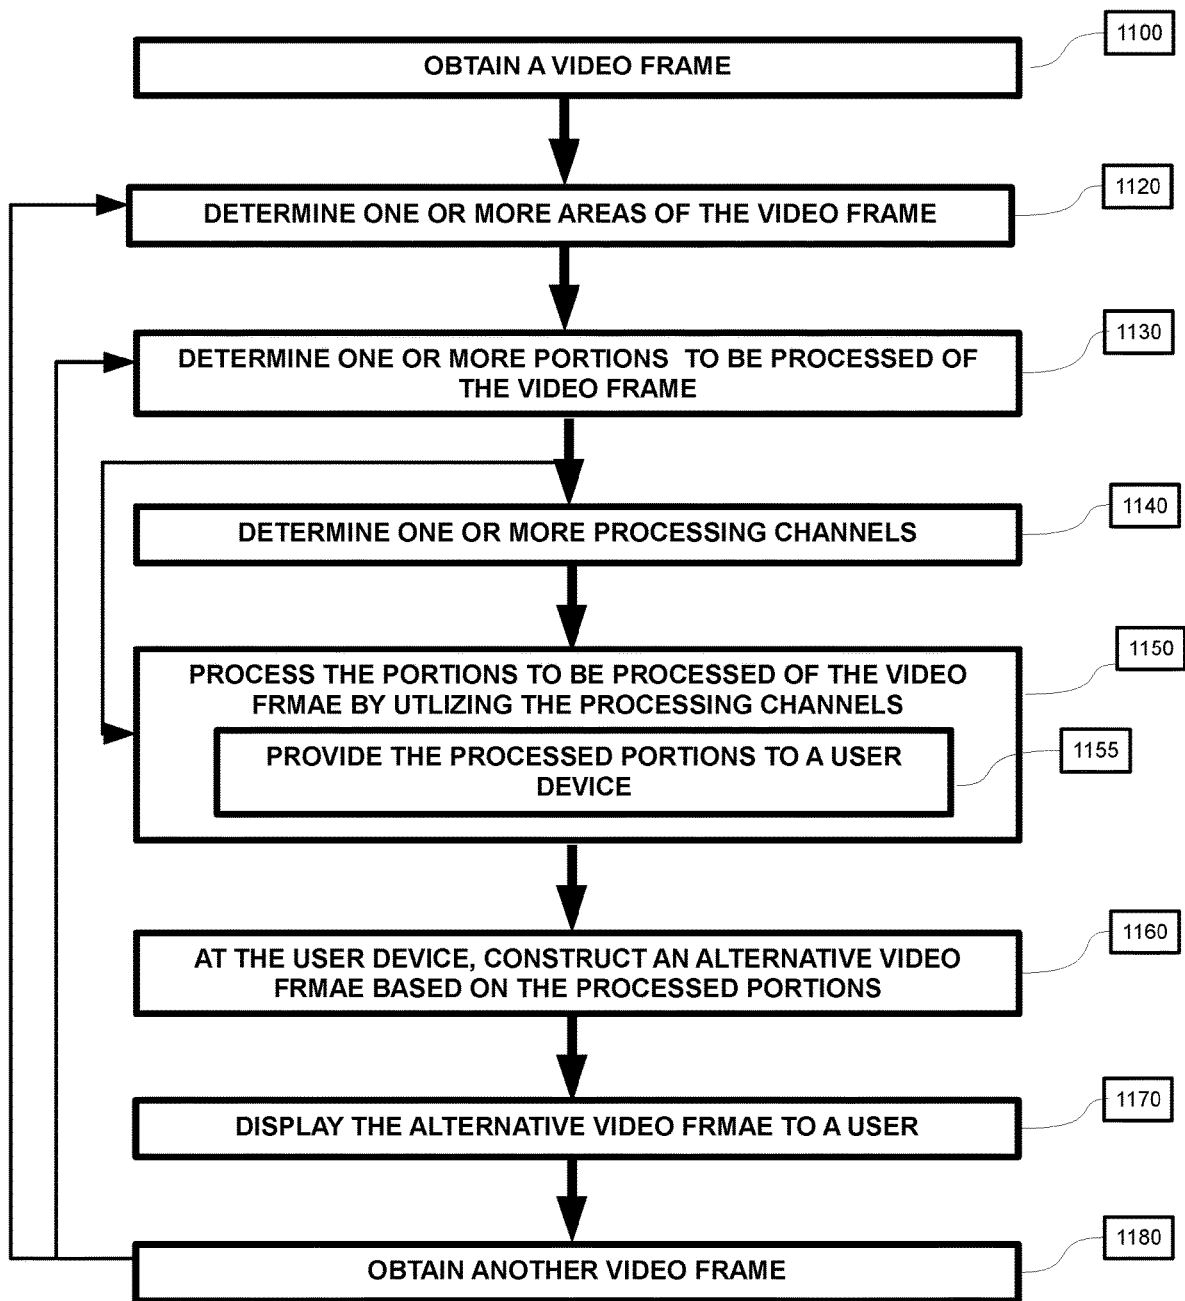 OBTAIN A VIDEO FRAME
1100
DETERMINE ONE OR MORE AREAS OF THE VIDEO FRAME
1120
DETERMINE ONE OR MORE PORTIONS TO BE PROCESSED OF
THE VIDEO FRAME
1130
DETERMINE ONE OR MORE PROCESSING CHANNELS
1140
PROCESS THE PORTIONS TO BE PROCESSED OF THE VIDEO
FRMAE BY UTLIZING THE PROCESSING CHANNELS
1150
PROVIDE THE PROCESSED PORTIONS TO A USER
DEVICE
1155
AT THE USER DEVICE, CONSTRUCT AN ALTERNATIVE VIDEO
FRMAE BASED ON THE PROCESSED PORTIONS
1160
DISPLAY THE ALTERNATIVE VIDEO FRMAE TO A USER
1170
OBTAIN ANOTHER VIDEO FRAME
1180